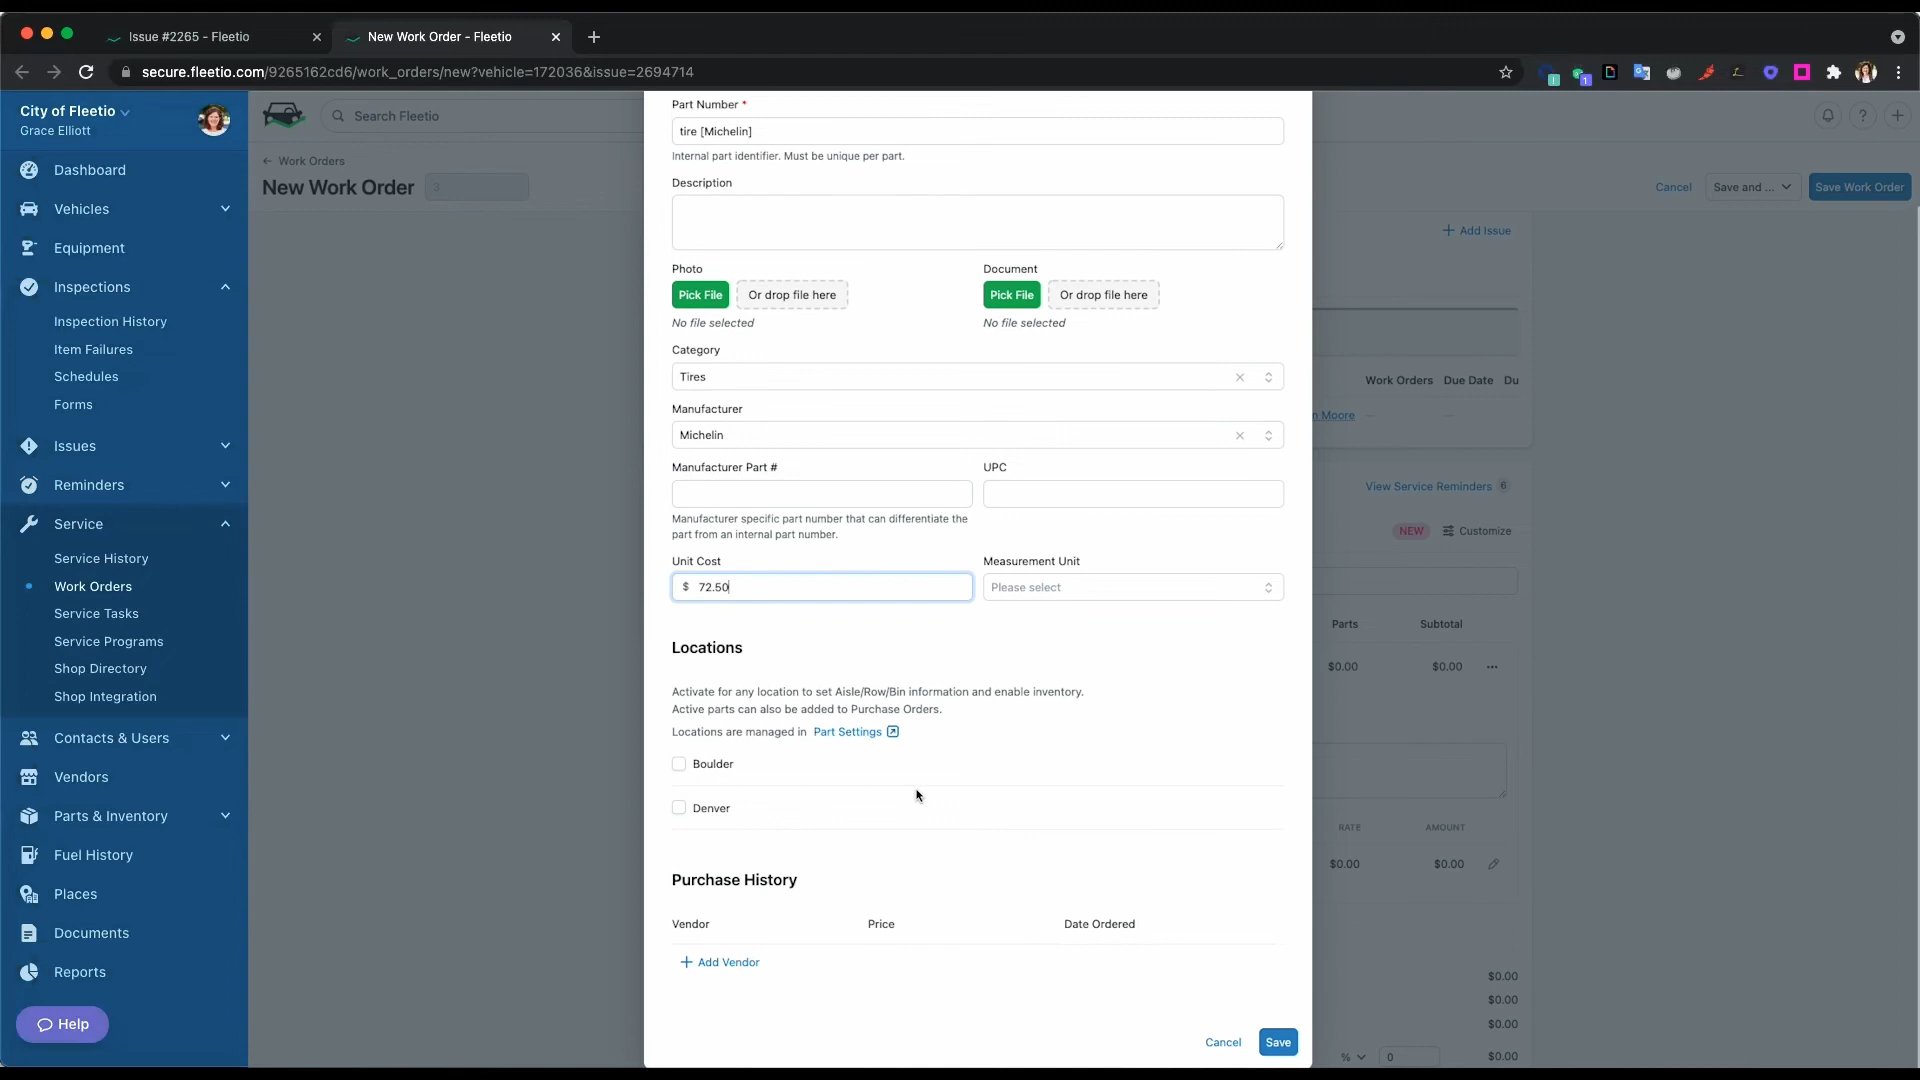 Issue #2265 - Fleetio
New Work Order - Fleetio
secure.fleetio.com/9265162cd6/work_orders/new?vehicle=172036&issue=2694714
City of Fleetio
Grace Elliott
Dashboard
Vehicles
Equipment
Inspections
Inspection History
Item Failures
Schedules
Forms
Issues
Reminders
Service
Service History
Work Orders
Service Tasks
Service Programs
Shop Directory
Shop Integration
Contacts & Users
Vendors
Parts & Inventory
Fuel History
Places
Documents
Reports
Help
Search Fleetio
Work Orders
New Work Order 3
Cancel Save and ... Save Work Order
Part Number *
tire [Michelin]
Internal part identifier. Must be unique per part.
Description
Photo Document
Pick File Or drop file here Pick File Or drop file here
No file selected No file selected
Category
Tires
Manufacturer
Michelin
Manufacturer Part # UPC
Manufacturer specific part number that can differentiate the
part from an internal part number.
Unit Cost Measurement Unit
$ 72.50 Please select
Locations
Activate for any location to set Aisle/Row/Bin information and enable inventory.
Active parts can also be added to Purchase Orders.
Locations are managed in Part Settings
Boulder
Denver
Purchase History
Vendor Price Date Ordered
+ Add Vendor
Cancel Save
+ Add Issue
Work Orders Due Date Du
n Moore — —
View Service Reminders 6
NEW Customize
Parts Subtotal
$0.00 $0.00 ...
RATE AMOUNT
$0.00 $0.00
$0.00
$0.00
$0.00
% 0 $0.00